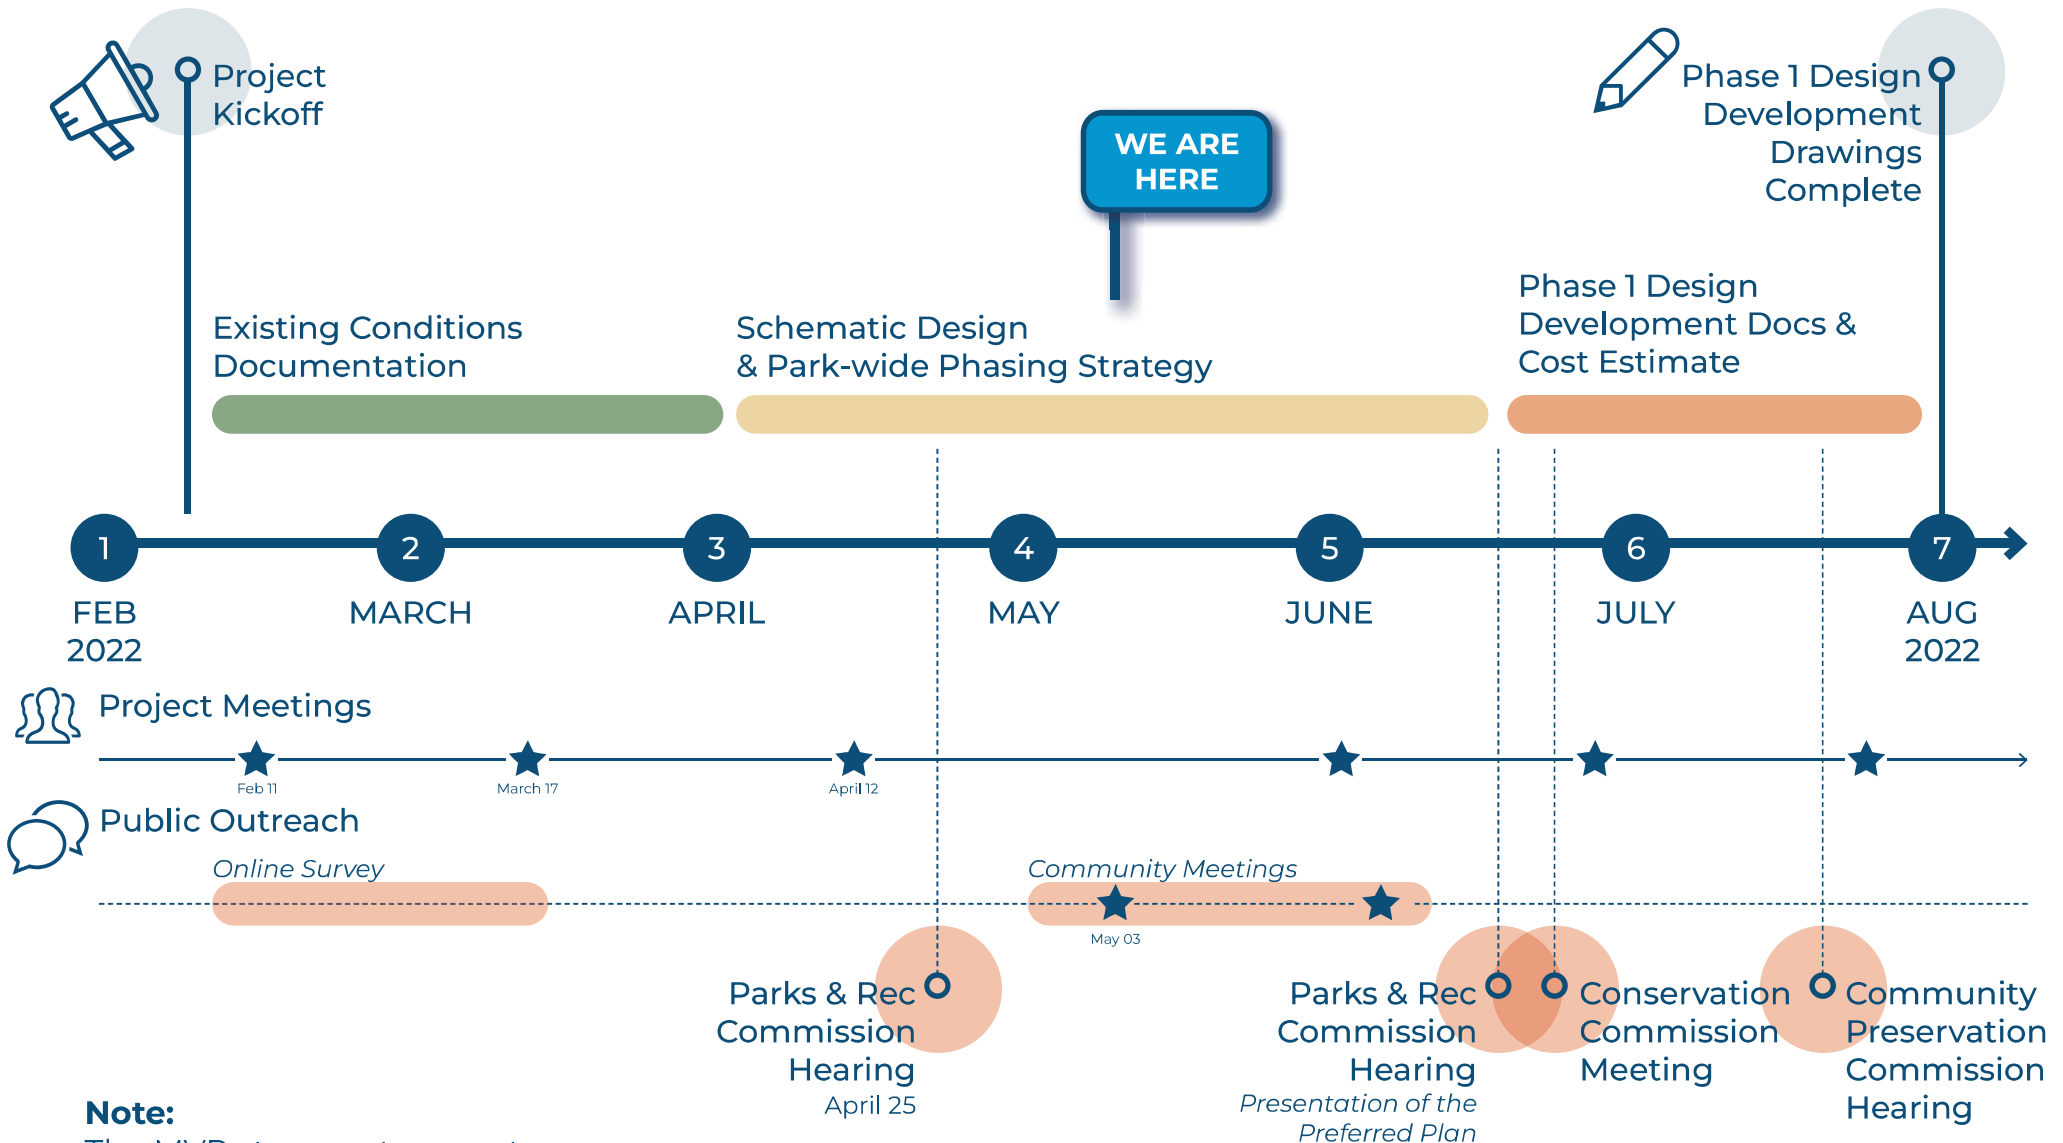 Project
Kickoff
WE ARE
HERE
Phase 1 Design
Development
Drawings
Complete
Existing Conditions
Documentation
Schematic Design
& Park-wide Phasing Strategy
Phase 1 Design
Development Docs &
Cost Estimate
1
2
3
4
5
6
7
FEB
2022
MARCH
APRIL
MAY
JUNE
JULY
AUG
2022
Project Meetings
Feb 11
March 17
April 12
Public Outreach
Online Survey
Community Meetings
May 03
Parks & Rec
Commission
Hearing
April 25
Parks & Rec
Commission
Hearing
Presentation of the
Preferred Plan
Conservation
Commission
Meeting
Community
Preservation
Commission
Hearing
Note: